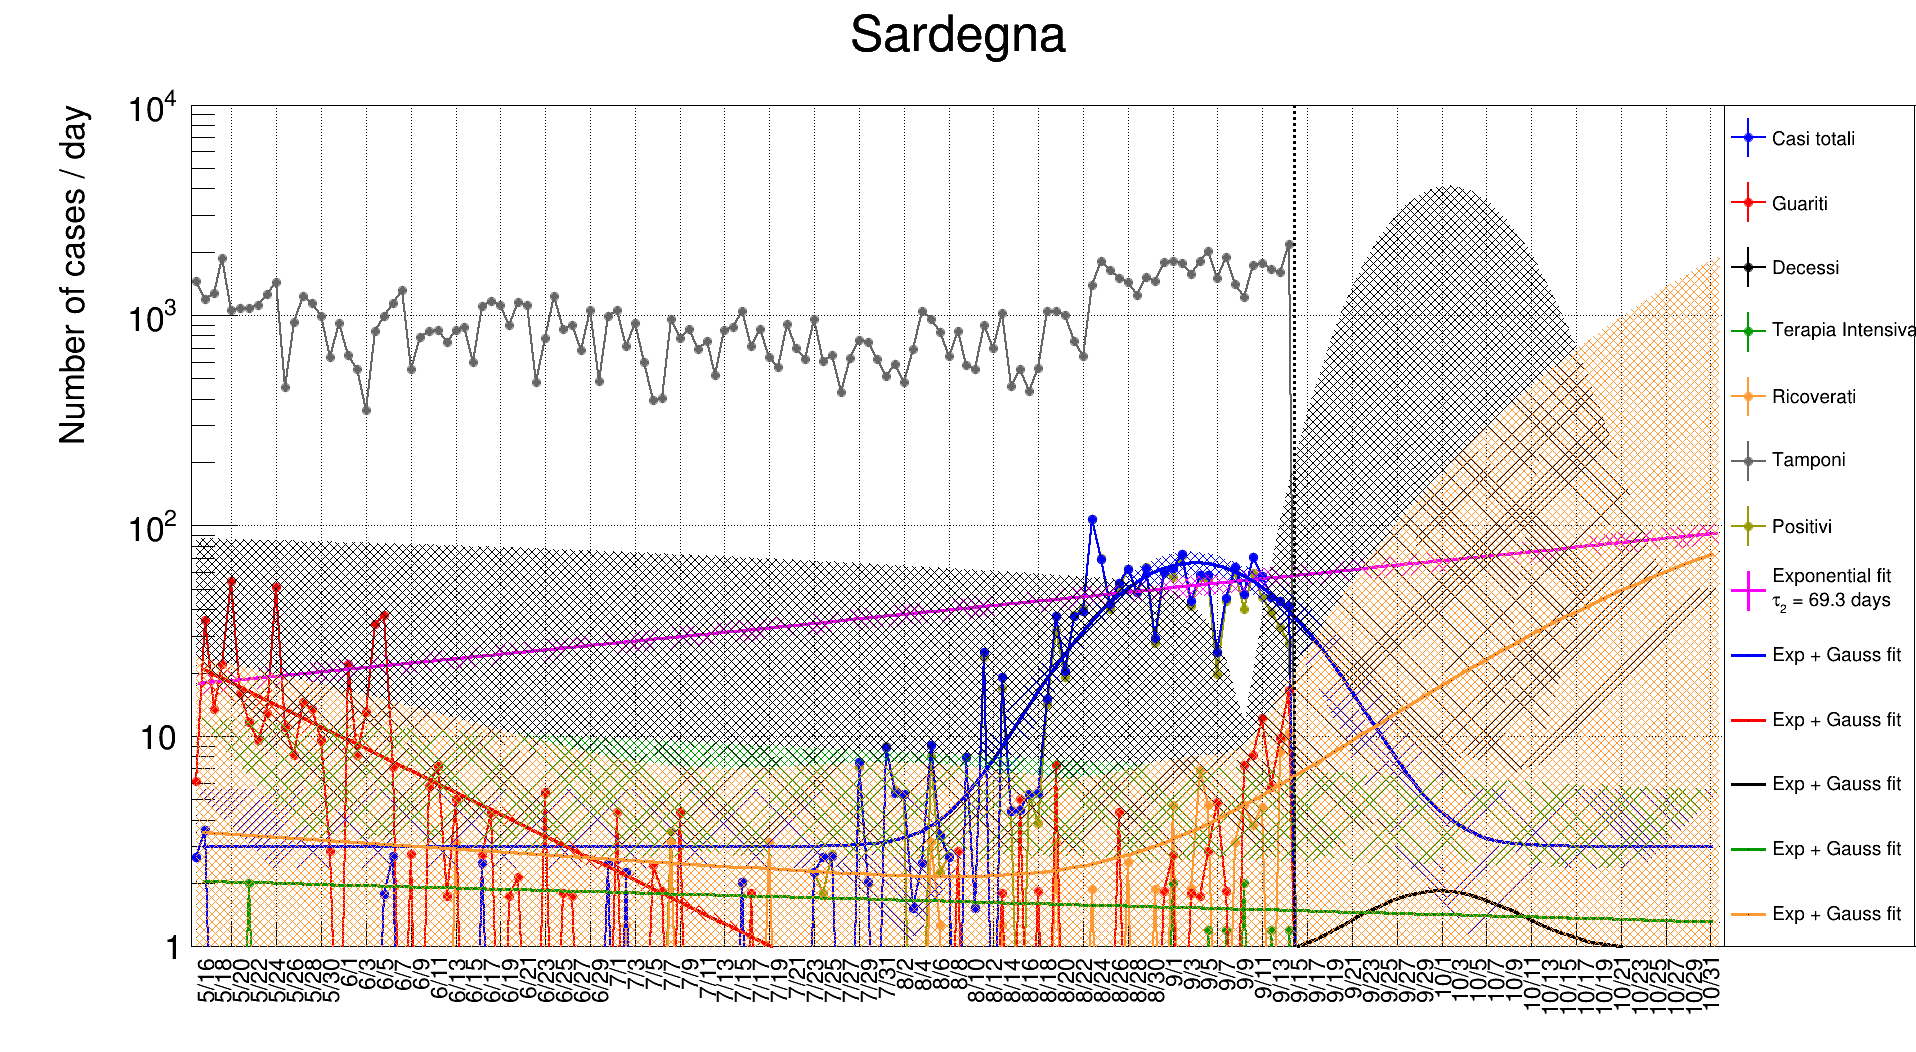 Sardegna
Number of cases / day
10^4
10^3
10^2
10
1
5/16 5/18 5/20 5/22 5/24 5/26 5/28 5/30 6/1 6/3 6/5 6/7 6/9 6/11 6/13 6/15 6/17 6/19 6/21 6/23 6/25 6/27 6/29 7/1 7/3 7/5 7/7 7/9 7/11 7/13 7/15 7/17 7/19 7/21 7/23 7/25 7/27 7/29 7/31 8/2 8/4 8/6 8/8 8/10 8/12 8/14 8/16 8/18 8/20 8/22 8/24 8/26 8/28 8/30 9/1 9/3 9/5 9/7 9/9 9/11 9/13 9/15 9/17 9/19 9/21 9/23 9/25 9/27 9/29 10/1 10/3 10/5 10/7 10/9 10/11 10/13 10/15 10/17 10/19 10/21 10/23 10/25 10/27 10/29 10/31
Casi totali
Guariti
Decessi
Terapia Intensiva
Ricoverati
Tamponi
Positivi
Exponential fit
τ₂ = 69.3 days
Exp + Gauss fit
Exp + Gauss fit
Exp + Gauss fit
Exp + Gauss fit
Exp + Gauss fit